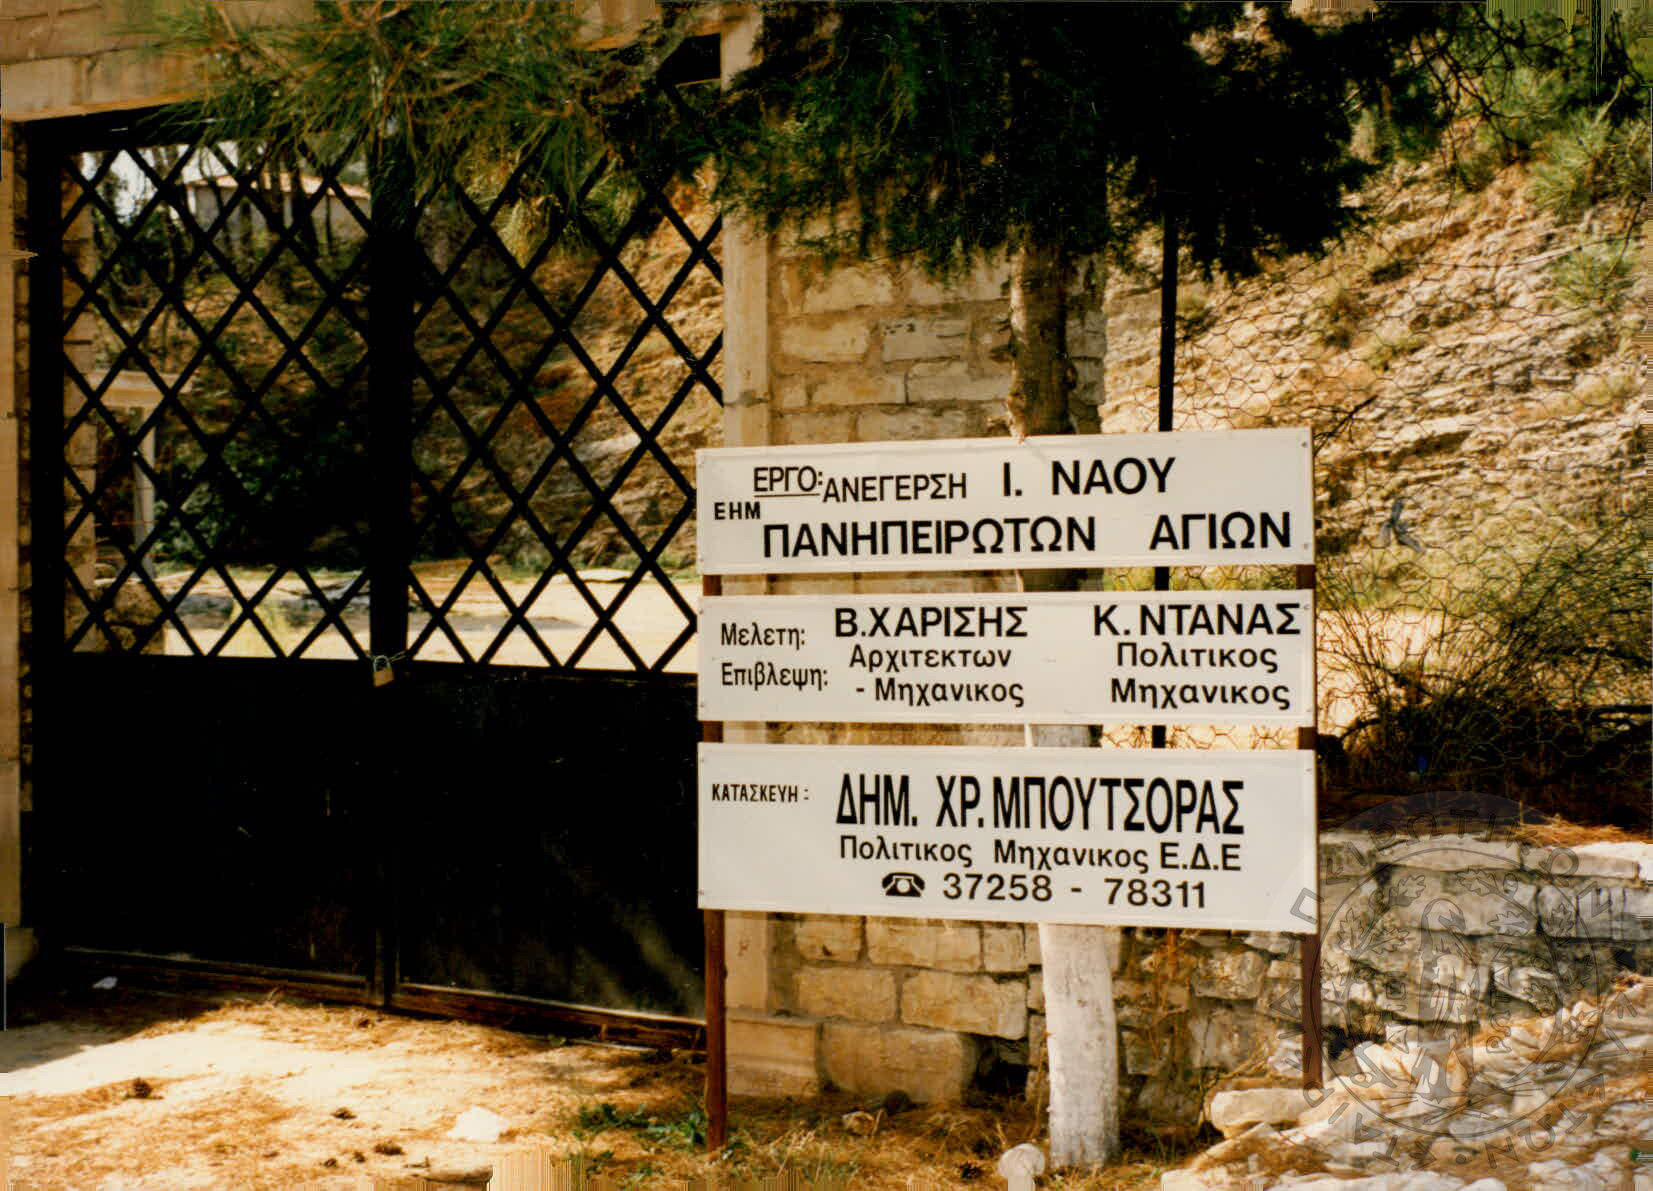 ΕΡΓΟ: ΑΝΕΓΕΡΣΗ Ι. ΝΑΟΥ
ΕΗΜ
ΠΑΝΗΠΕΙΡΩΤΩΝ ΑΓΙΩΝ
Μελετη: Β.ΧΑΡΙΣΗΣ Κ.ΝΤΑΝΑΣ
Επιβλεψη: Αρχιτεκτων Πολιτικος
- Μηχανικος Μηχανικος
ΚΑΤΑΣΚΕΥΗ: ΔΗΜ. ΧΡ. ΜΠΟΥΤΣΟΡΑΣ
Πολιτικος Μηχανικος Ε.Δ.Ε
37258 - 78311